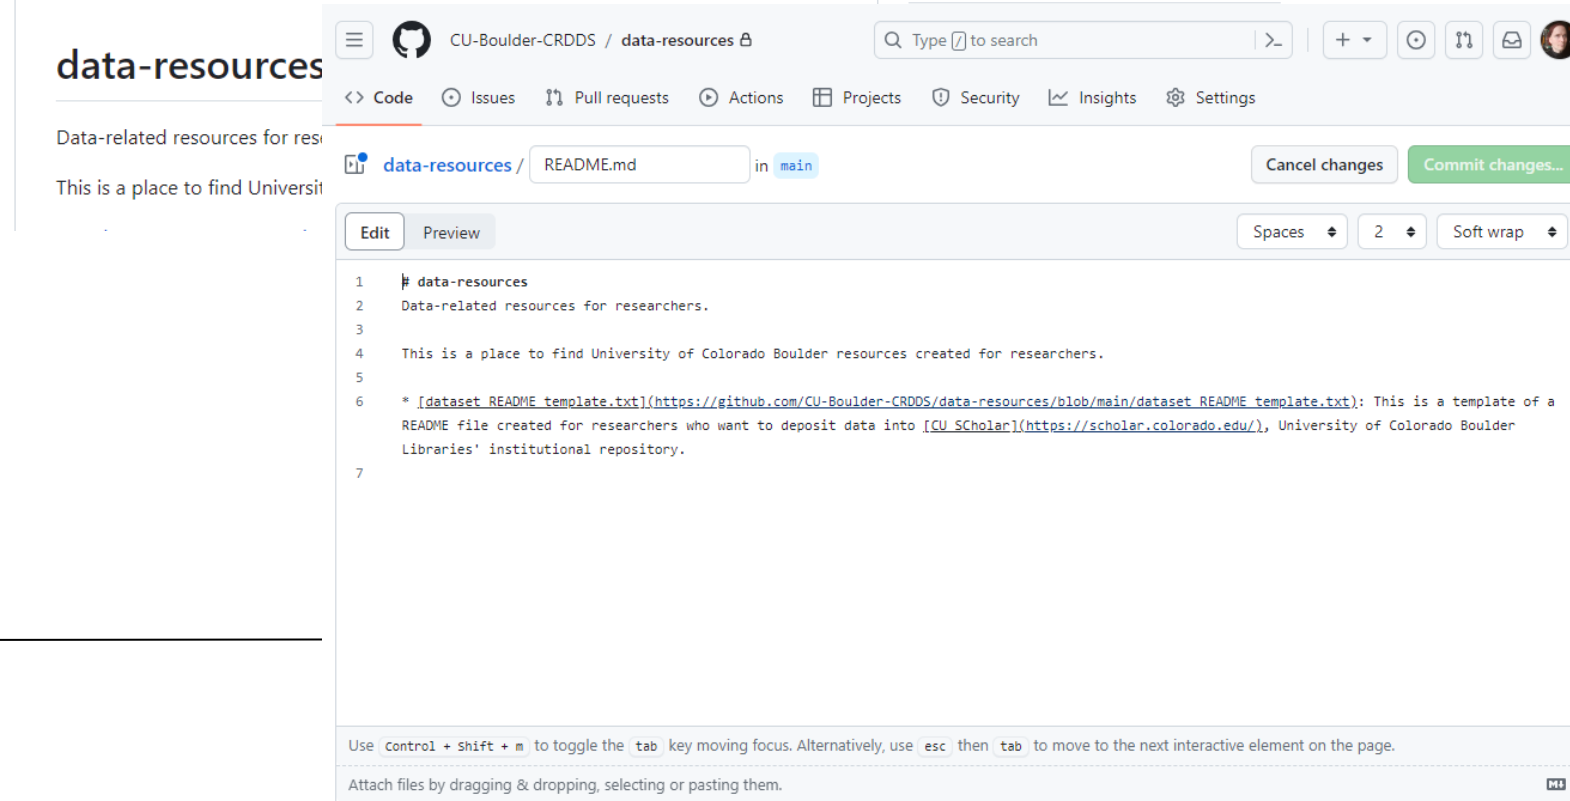 data-resources
Data-related resources for res
This is a place to find Universit
CU-Boulder-CRDDS / data-resources
Type / to search
Code Issues Pull requests Actions Projects Security Insights Settings
data-resources / README.md in main Cancel changes Commit changes...
Edit Preview Spaces 2 Soft wrap
1 # data-resources
2 Data-related resources for researchers.
3
4 This is a place to find University of Colorado Boulder resources created for researchers.
5
6 * [dataset_README_template.txt](https://github.com/CU-Boulder-CRDDS/data-resources/blob/main/dataset_README_template.txt): This is a template of a
README file created for researchers who want to deposit data into [CU SCholar](https://scholar.colorado.edu/), University of Colorado Boulder
Libraries' institutional repository.
7
Use Control + Shift + m to toggle the tab key moving focus. Alternatively, use esc then tab to move to the next interactive element on the page.
Attach files by dragging & dropping, selecting or pasting them.